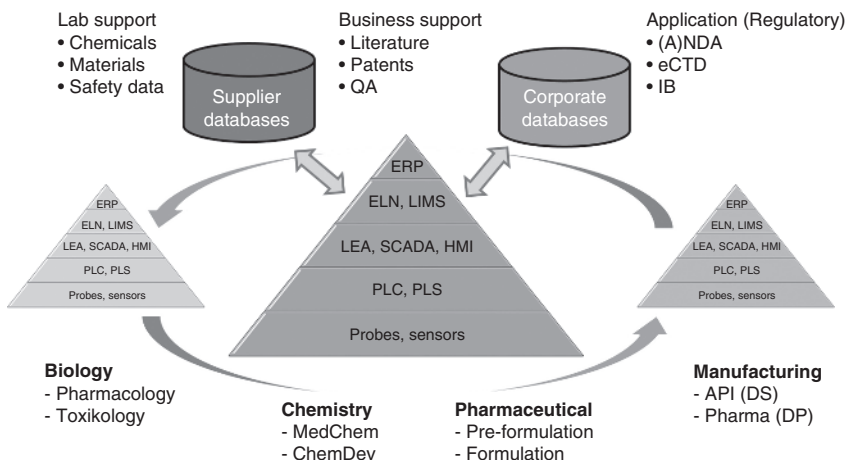 Lab support
• Chemicals
• Materials
• Safety data
Supplier
databases
Business support
• Literature
• Patents
• QA
Corporate
databases
Application (Regulatory)
• (A)NDA
• eCTD
• IB
ERP
ELN, LIMS
LEA, SCADA, HMI
PLC, PLS
Probes, sensors
ERP
ELN, LIMS
LEA, SCADA, HMI
PLC, PLS
Probes, sensors
ERP
ELN, LIMS
LEA, SCADA, HMI
PLC, PLS
Probes, sensors
Biology
- Pharmacology
- Toxikology
Chemistry
- MedChem
- ChemDev
Pharmaceutical
- Pre-formulation
- Formulation
Manufacturing
- API (DS)
- Pharma (DP)